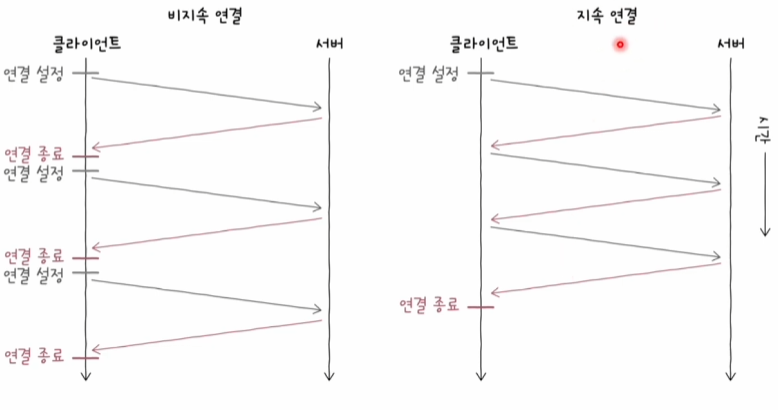 비지속 연결
클라이언트
서버
연결 설정
연결 종료
연결 설정
연결 종료
연결 설정
연결 종료
지속 연결
클라이언트
서버
연결 설정
연결 종료
시간